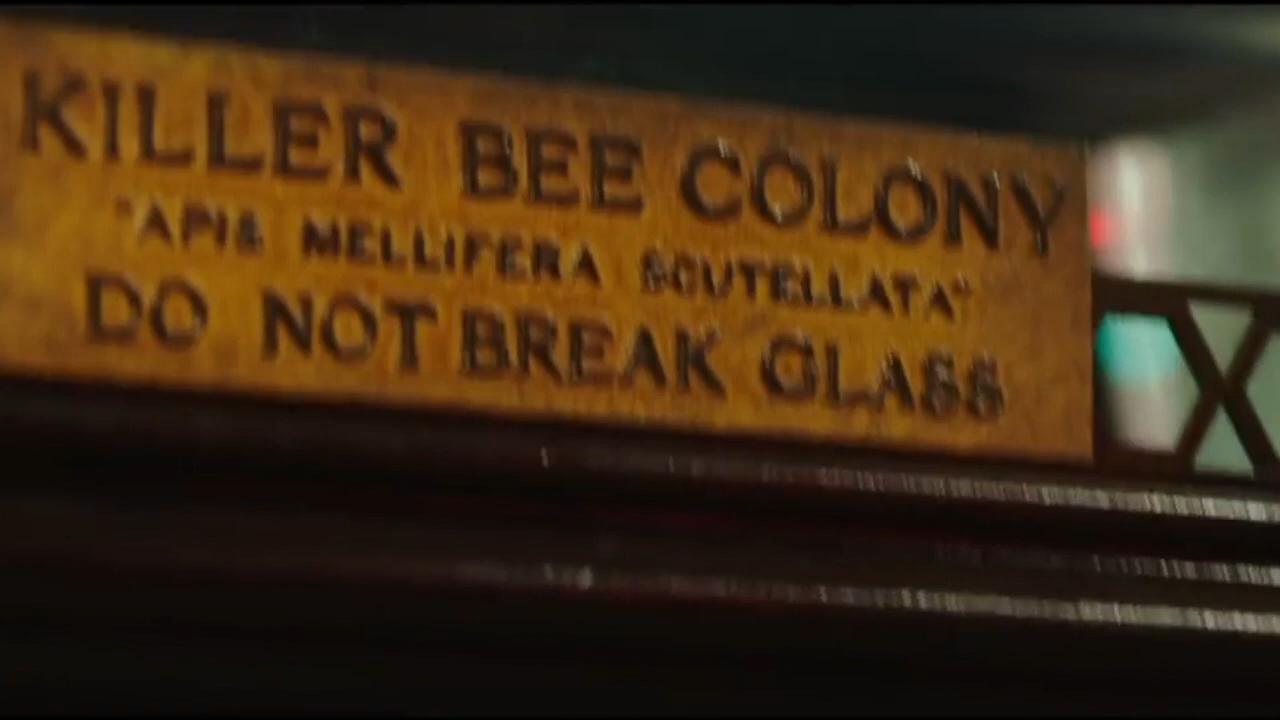 KILLER BEE COLONY
"APIS MELLIFERA SCUTELLATA"
DO NOT BREAK GLASS